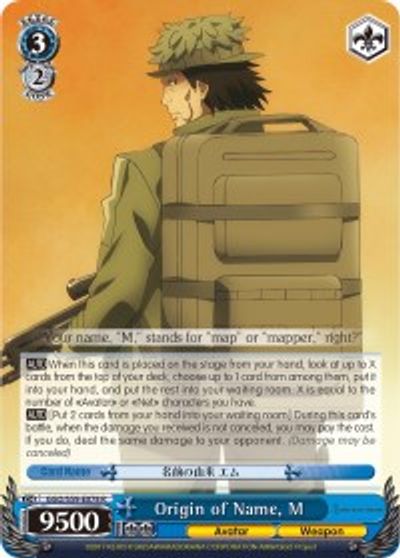 3
2
"Your name, "M," stands for "map" or "mapper," right?"
AUTO When this card is placed on the stage from your hand, look at up to X
cards from the top of your deck, choose up to 1 card from among them, put it
into your hand, and put the rest into your waiting room. X is equal to the
number of «Avatar» or «Net» characters you have.
AUTO [Put 2 cards from your hand into your waiting room] During this card's
battle, when the damage you received is not canceled, you may pay the cost.
If you do, deal the same damage to your opponent. (This damage may be
canceled)
Card Name
名前の由来 エム
9500
Origin of Name, M
Avatar
Weapon